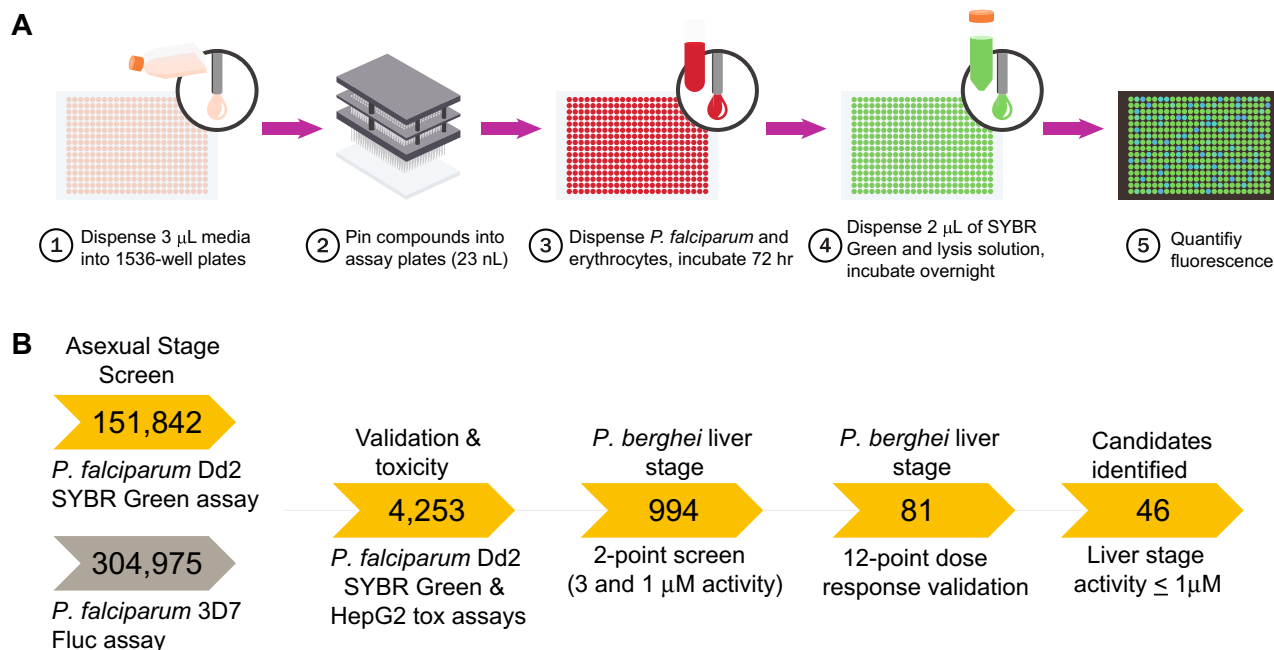 A
1 Dispense 3 μL media
into 1536-well plates
2 Pin compounds into
assay plates (23 nL)
3 Dispense P. falciparum and
erythrocytes, incubate 72 hr
4 Dispense 2 μL of SYBR
Green and lysis solution,
incubate overnight
5 Quantifiy
fluorescence
B
Asexual Stage
Screen
151,842
P. falciparum Dd2
SYBR Green assay
304,975
P. falciparum 3D7
Fluc assay
Validation &
toxicity
4,253
P. falciparum Dd2
SYBR Green &
HepG2 tox assays
P. berghei liver
stage
994
2-point screen
(3 and 1 μM activity)
P. berghei liver
stage
81
12-point dose
response validation
Candidates
identified
46
Liver stage
activity ≤ 1μM